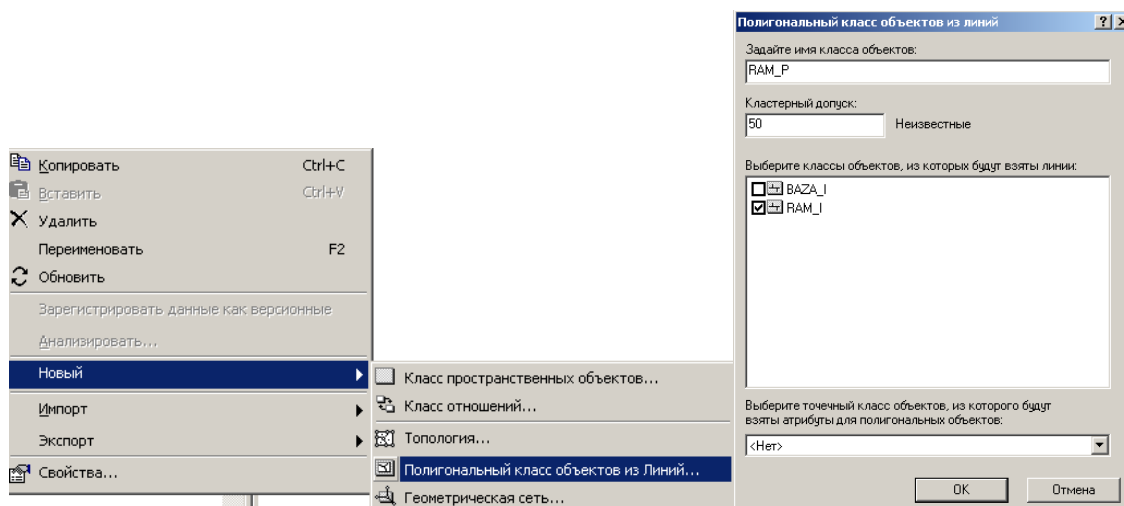 Копировать Ctrl+C
Вставить Ctrl+V
Удалить
Переименовать F2
Обновить
Зарегистрировать данные как версионные
Анализировать...
Новый
Импорт
Экспорт
Свойства...
Класс пространственных объектов...
Класс отношений...
Топология...
Полигональный класс объектов из Линий...
Геометрическая сеть...
Полигональный класс объектов из линий
Задайте имя класса объектов:
RAM_P
Кластерный допуск:
50 Неизвестные
Выберите классы объектов, из которых будут взяты линии:
BAZA_l
RAM_l
Выберите точечный класс объектов, из которого будут
взяты атрибуты для полигональных объектов:
<Нет>
OK Отмена